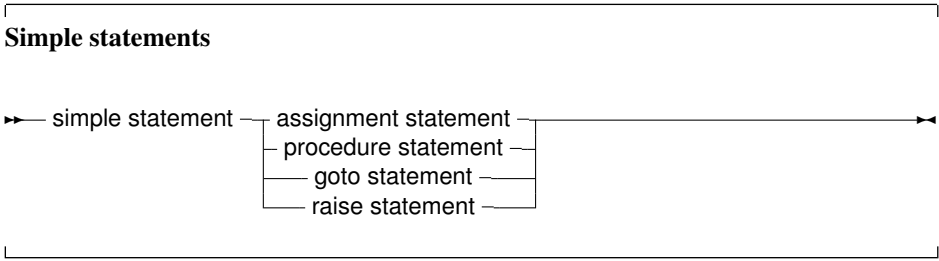 Simple statements
simple statement assignment statement
procedure statement
goto statement
raise statement